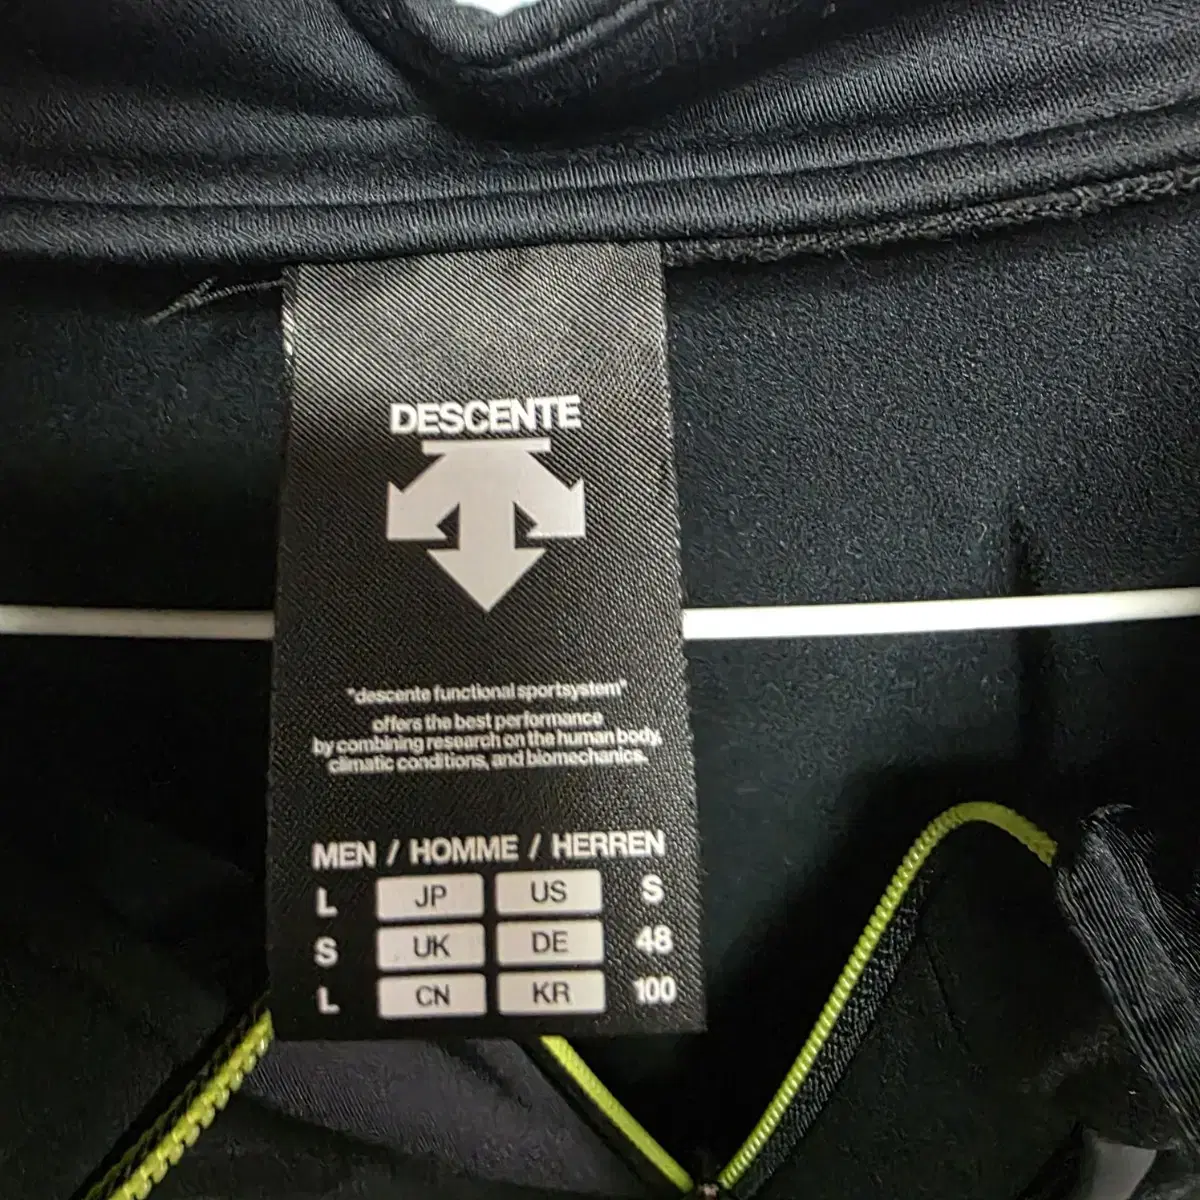 DESCENTE
"descente functional sportsystem"
offers the best performance
by combining research on the human body,
climatic conditions, and biomechanics.
MEN / HOMME / HERREN
L JP US S
S UK DE 48
L CN KR 100